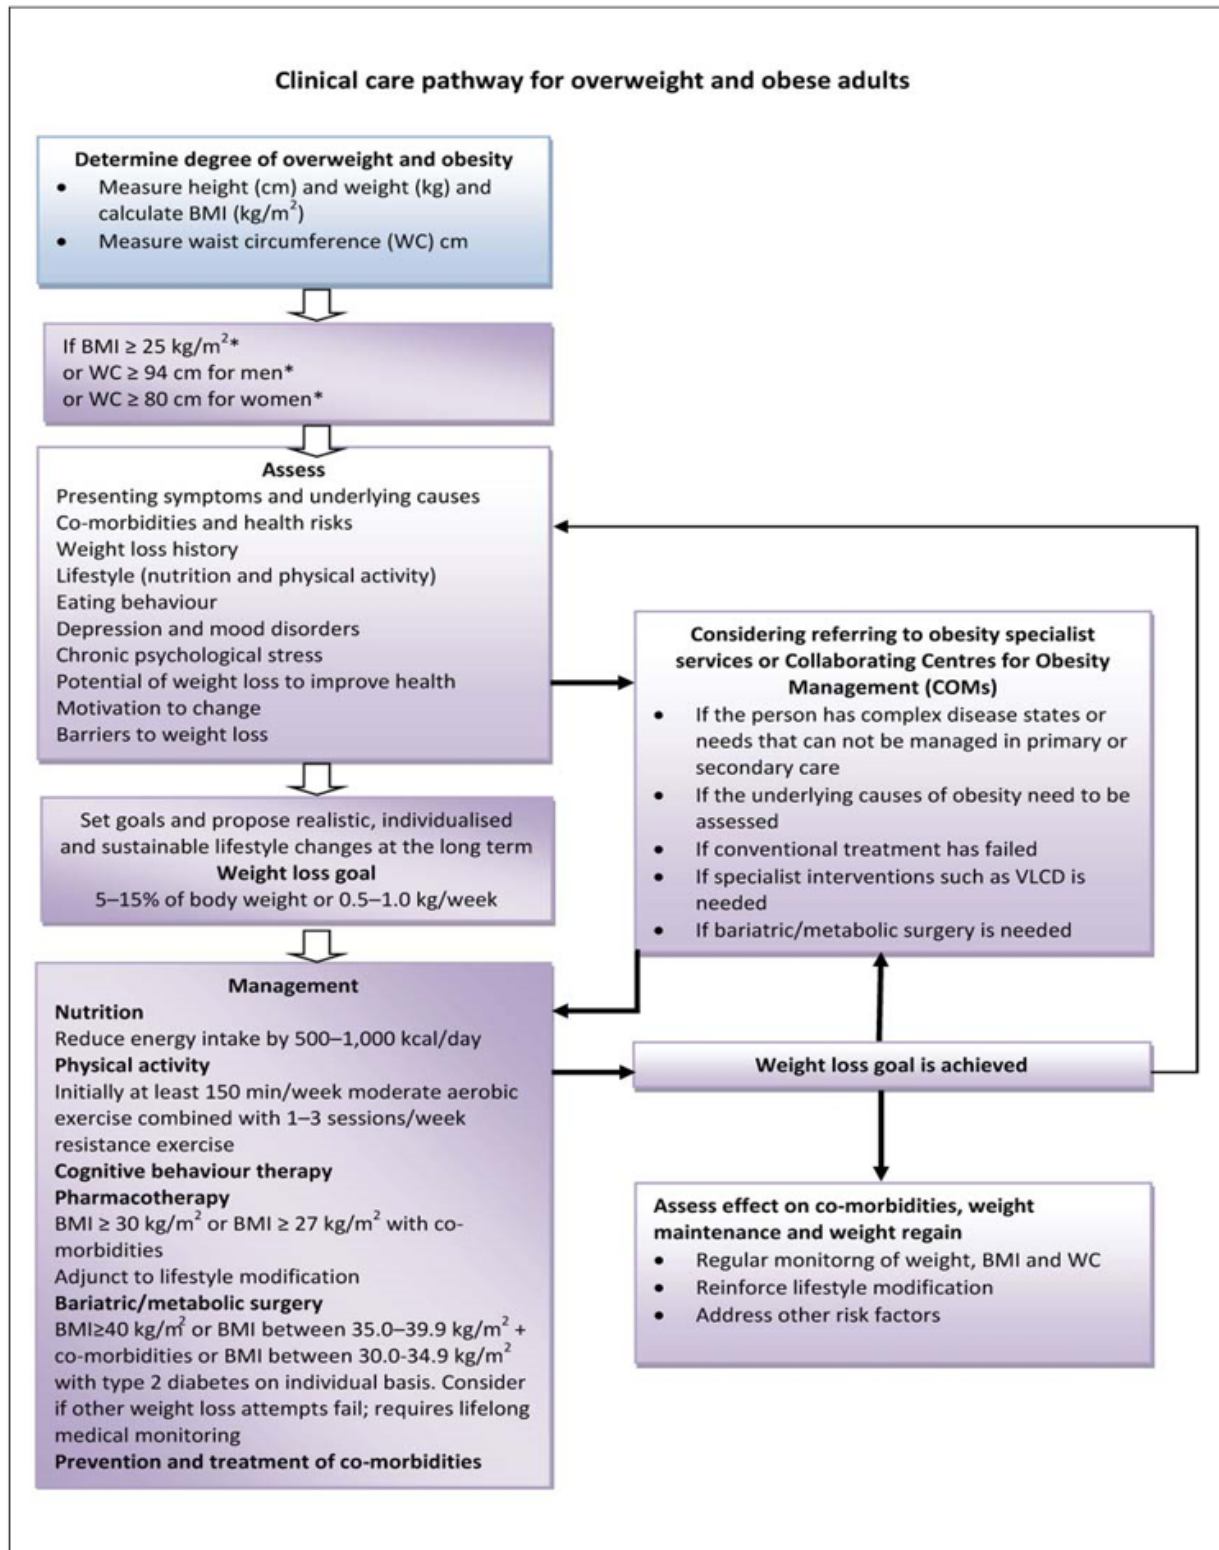 Clinical care pathway for overweight and obese adults
Determine degree of overweight and obesity
• Measure height (cm) and weight (kg) and
calculate BMI (kg/m²)
• Measure waist circumference (WC) cm
If BMI ≥ 25 kg/m²*
or WC ≥ 94 cm for men*
or WC ≥ 80 cm for women*
Assess
Presenting symptoms and underlying causes
Co-morbidities and health risks
Weight loss history
Lifestyle (nutrition and physical activity)
Eating behaviour
Depression and mood disorders
Chronic psychological stress
Potential of weight loss to improve health
Motivation to change
Barriers to weight loss
Considering referring to obesity specialist
services or Collaborating Centres for Obesity
Management (COMs)
• If the person has complex disease states or
needs that can not be managed in primary or
secondary care
• If the underlying causes of obesity need to be
assessed
• If conventional treatment has failed
• If specialist interventions such as VLCD is
needed
• If bariatric/metabolic surgery is needed
Set goals and propose realistic, individualised
and sustainable lifestyle changes at the long term
Weight loss goal
5–15% of body weight or 0.5–1.0 kg/week
Management
Nutrition
Reduce energy intake by 500–1,000 kcal/day
Physical activity
Initially at least 150 min/week moderate aerobic
exercise combined with 1–3 sessions/week
resistance exercise
Cognitive behaviour therapy
Pharmacotherapy
BMI ≥ 30 kg/m² or BMI ≥ 27 kg/m² with co-
morbidities
Adjunct to lifestyle modification
Bariatric/metabolic surgery
BMI≥40 kg/m² or BMI between 35.0–39.9 kg/m² +
co-morbidities or BMI between 30.0-34.9 kg/m²
with type 2 diabetes on individual basis. Consider
if other weight loss attempts fail; requires lifelong
medical monitoring
Prevention and treatment of co-morbidities
Weight loss goal is achieved
Assess effect on co-morbidities, weight
maintenance and weight regain
• Regular monitorng of weight, BMI and WC
• Reinforce lifestyle modification
• Address other risk factors